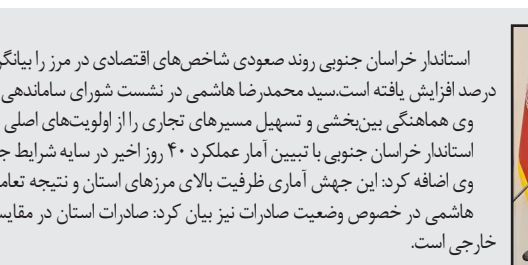 استاندار خراسان جنوبی روند صعودی شاخص‌های اقتصادی در مرز را بیانگر
درصد افزایش یافته است.سید محمدرضا هاشمی در نشست شورای ساماندهی
وی هماهنگی بین‌بخشی و تسهیل مسیرهای تجاری را از اولویت‌های اصلی
استاندار خراسان جنوبی با تبیین آمار عملکرد ۴۰ روز اخیر در سایه شرایط
وی اضافه کرد: این جهش آماری ظرفیت بالای مرزهای استان و نتیجه
هاشمی در خصوص وضعیت صادرات نیز بیان کرد: صادرات استان در
خارجی است.